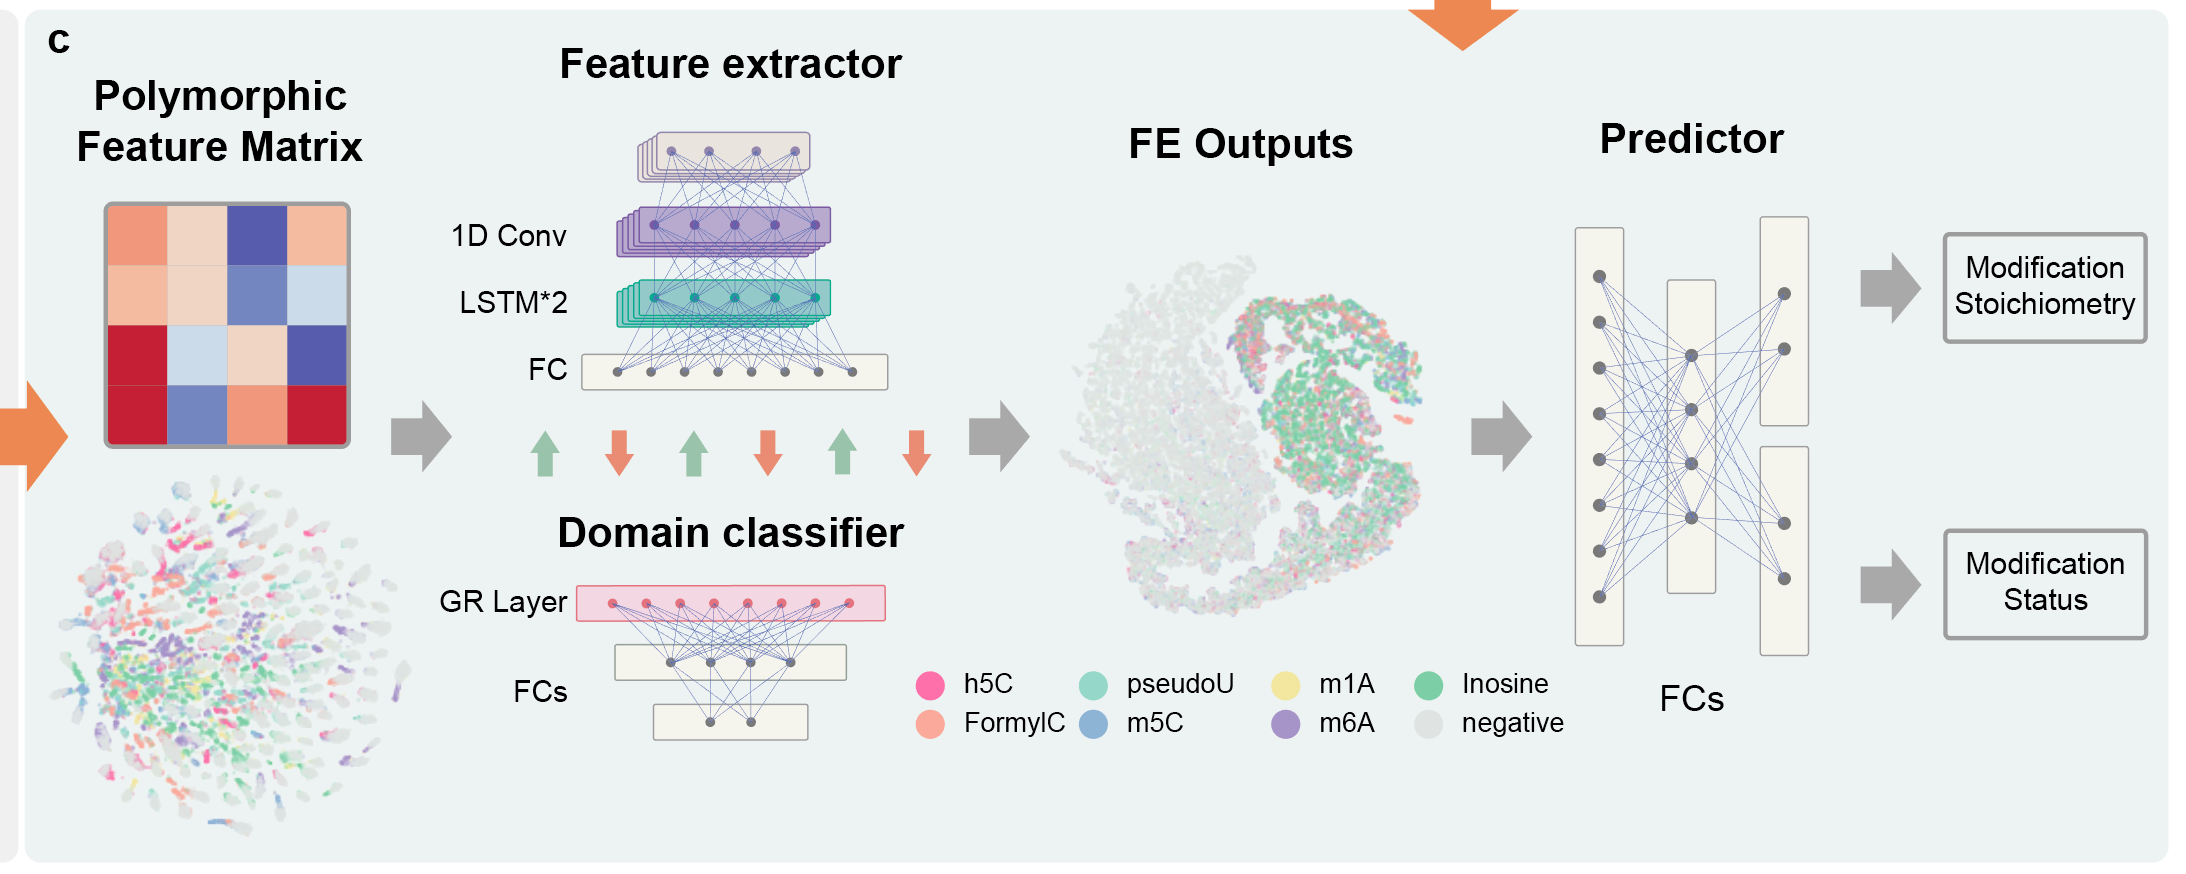 c
Polymorphic
Feature Matrix
Feature extractor
1D Conv
LSTM*2
FC
Domain classifier
GR Layer
FCs
FE Outputs
h5C
pseudoU
m1A
Inosine
FormylC
m5C
m6A
negative
Predictor
FCs
Modification
Stoichiometry
Modification
Status